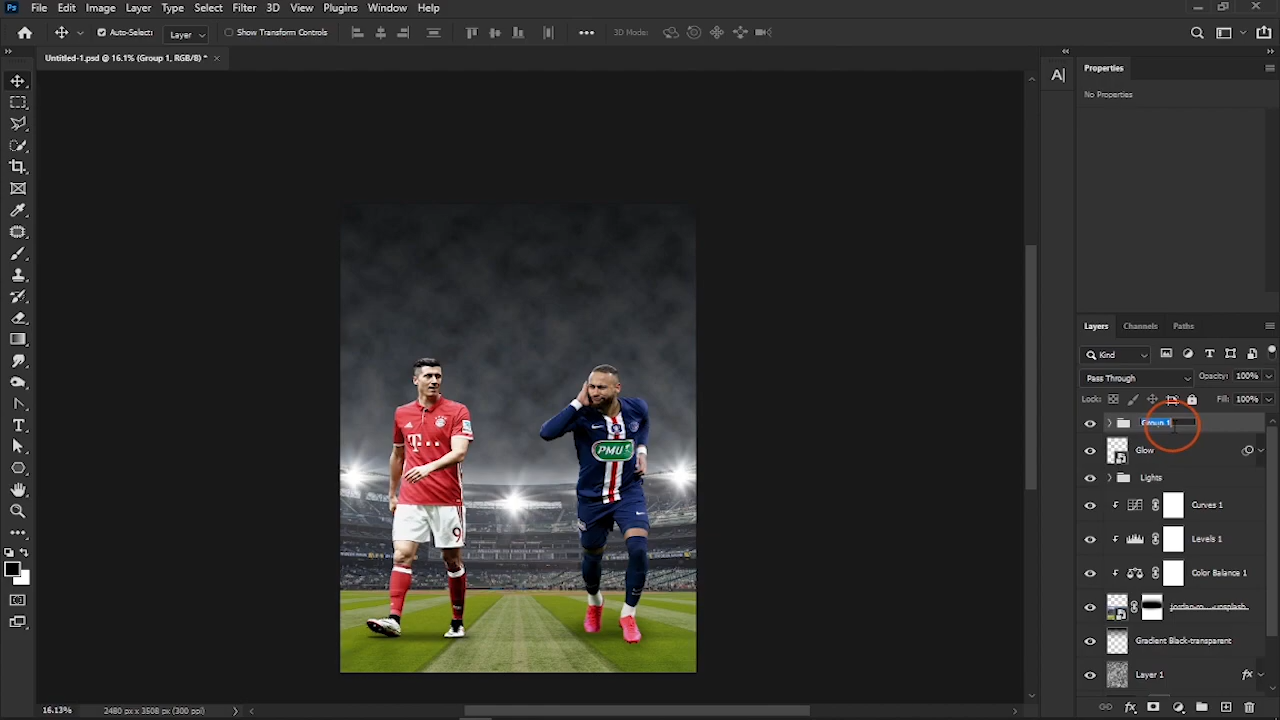 Ps File Edit Image Layer Type Select Filter 3D View Plugins Window Help
Auto-Select: Layer Show Transform Controls 3D Mode:
Untitled-1.psd @ 16.1% (Group 1, RGB/8) *
Properties
No Properties
Layers Channels Paths
Kind
Pass Through Opacity: 100%
Lock: Fill: 100%
Group 1
Glow
Lights
Curves 1
Levels 1
Color Balance 1
Gradient Black-transparent
Layer 1 fx
PMU
T
9
16.13% 2480 px x 3508 px (300 ppi)
fx